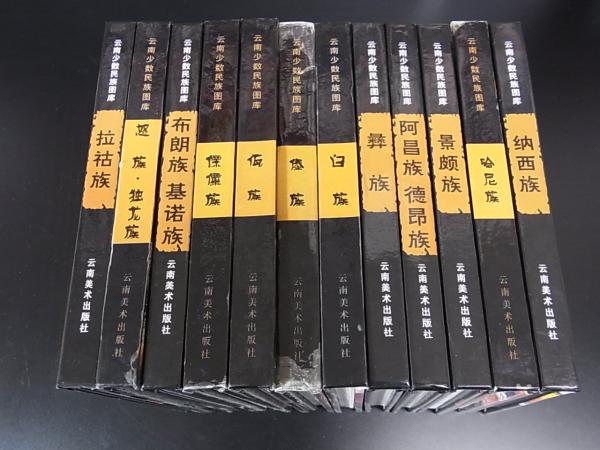 云南少数民族图库
拉祜族
云南美术出版社
云南少数民族图库
怒族·独龙族
云南美术出版社
云南少数民族图库
布朗族 基诺族
云南美术出版社
云南少数民族图库
傈僳族
云南美术出版社
云南少数民族图库
佤族
云南美术出版社
云南少数民族图库
傣族
云南美术出版社
云南少数民族图库
白族
云南美术出版社
云南少数民族图库
彝族
云南美术出版社
云南少数民族图库
阿昌族 德昂族
云南美术出版社
云南少数民族图库
景颇族
云南美术出版社
云南少数民族图库
哈尼族
云南美术出版社
云南少数民族图库
纳西族
云南美术出版社